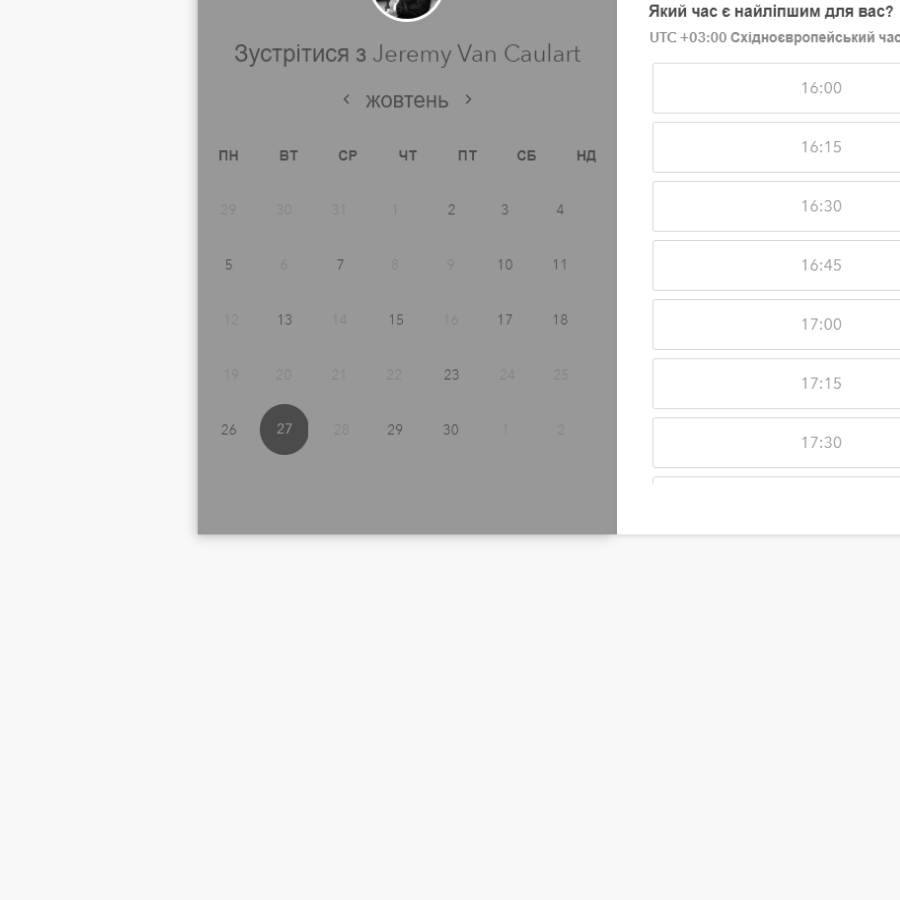 Зустрітися з Jeremy Van Caulart
‹ жовтень ›
ПН ВТ СР ЧТ ПТ СБ НД
29 30 31 1 2 3 4
5 6 7 8 9 10 11
12 13 14 15 16 17 18
19 20 21 22 23 24 25
26 27 28 29 30 1 2
Який час є найліпшим для вас?
UTC +03:00 Східноєвропейський час
16:00
16:15
16:30
16:45
17:00
17:15
17:30